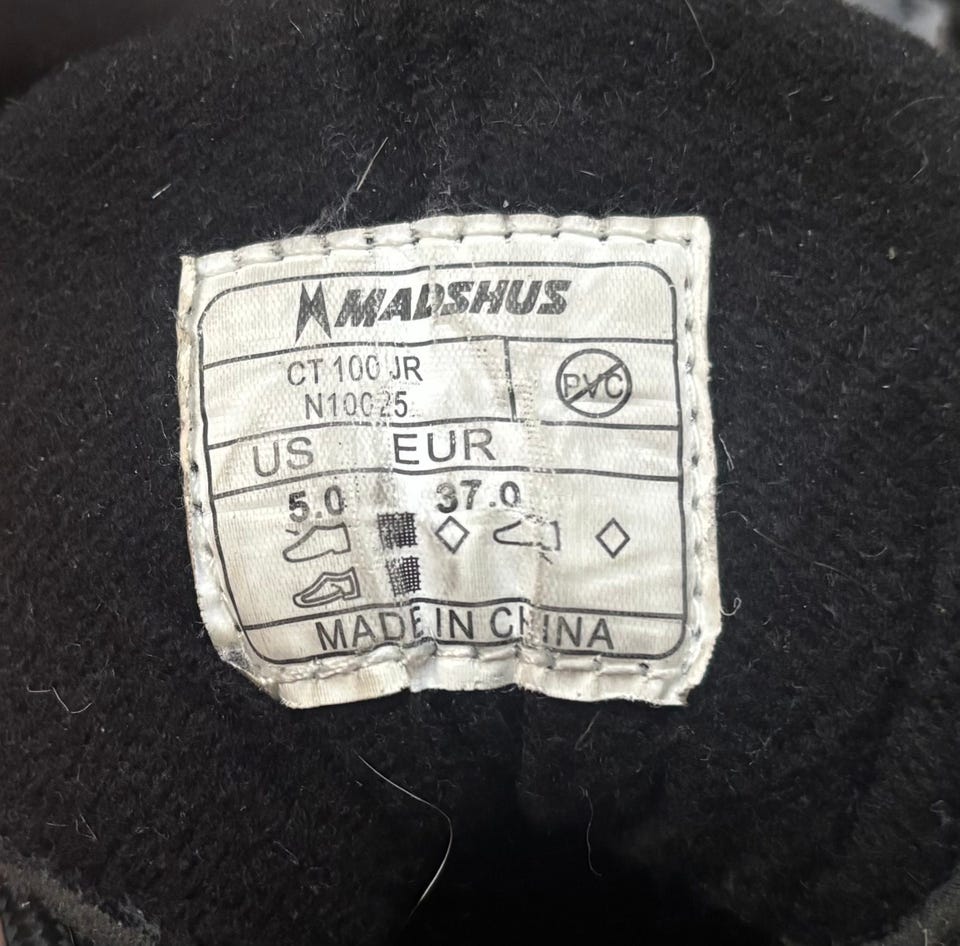 MADSHUS
CT 100 JR
N10025
PVC
US EUR
5.0 37.0
MADE IN CHINA